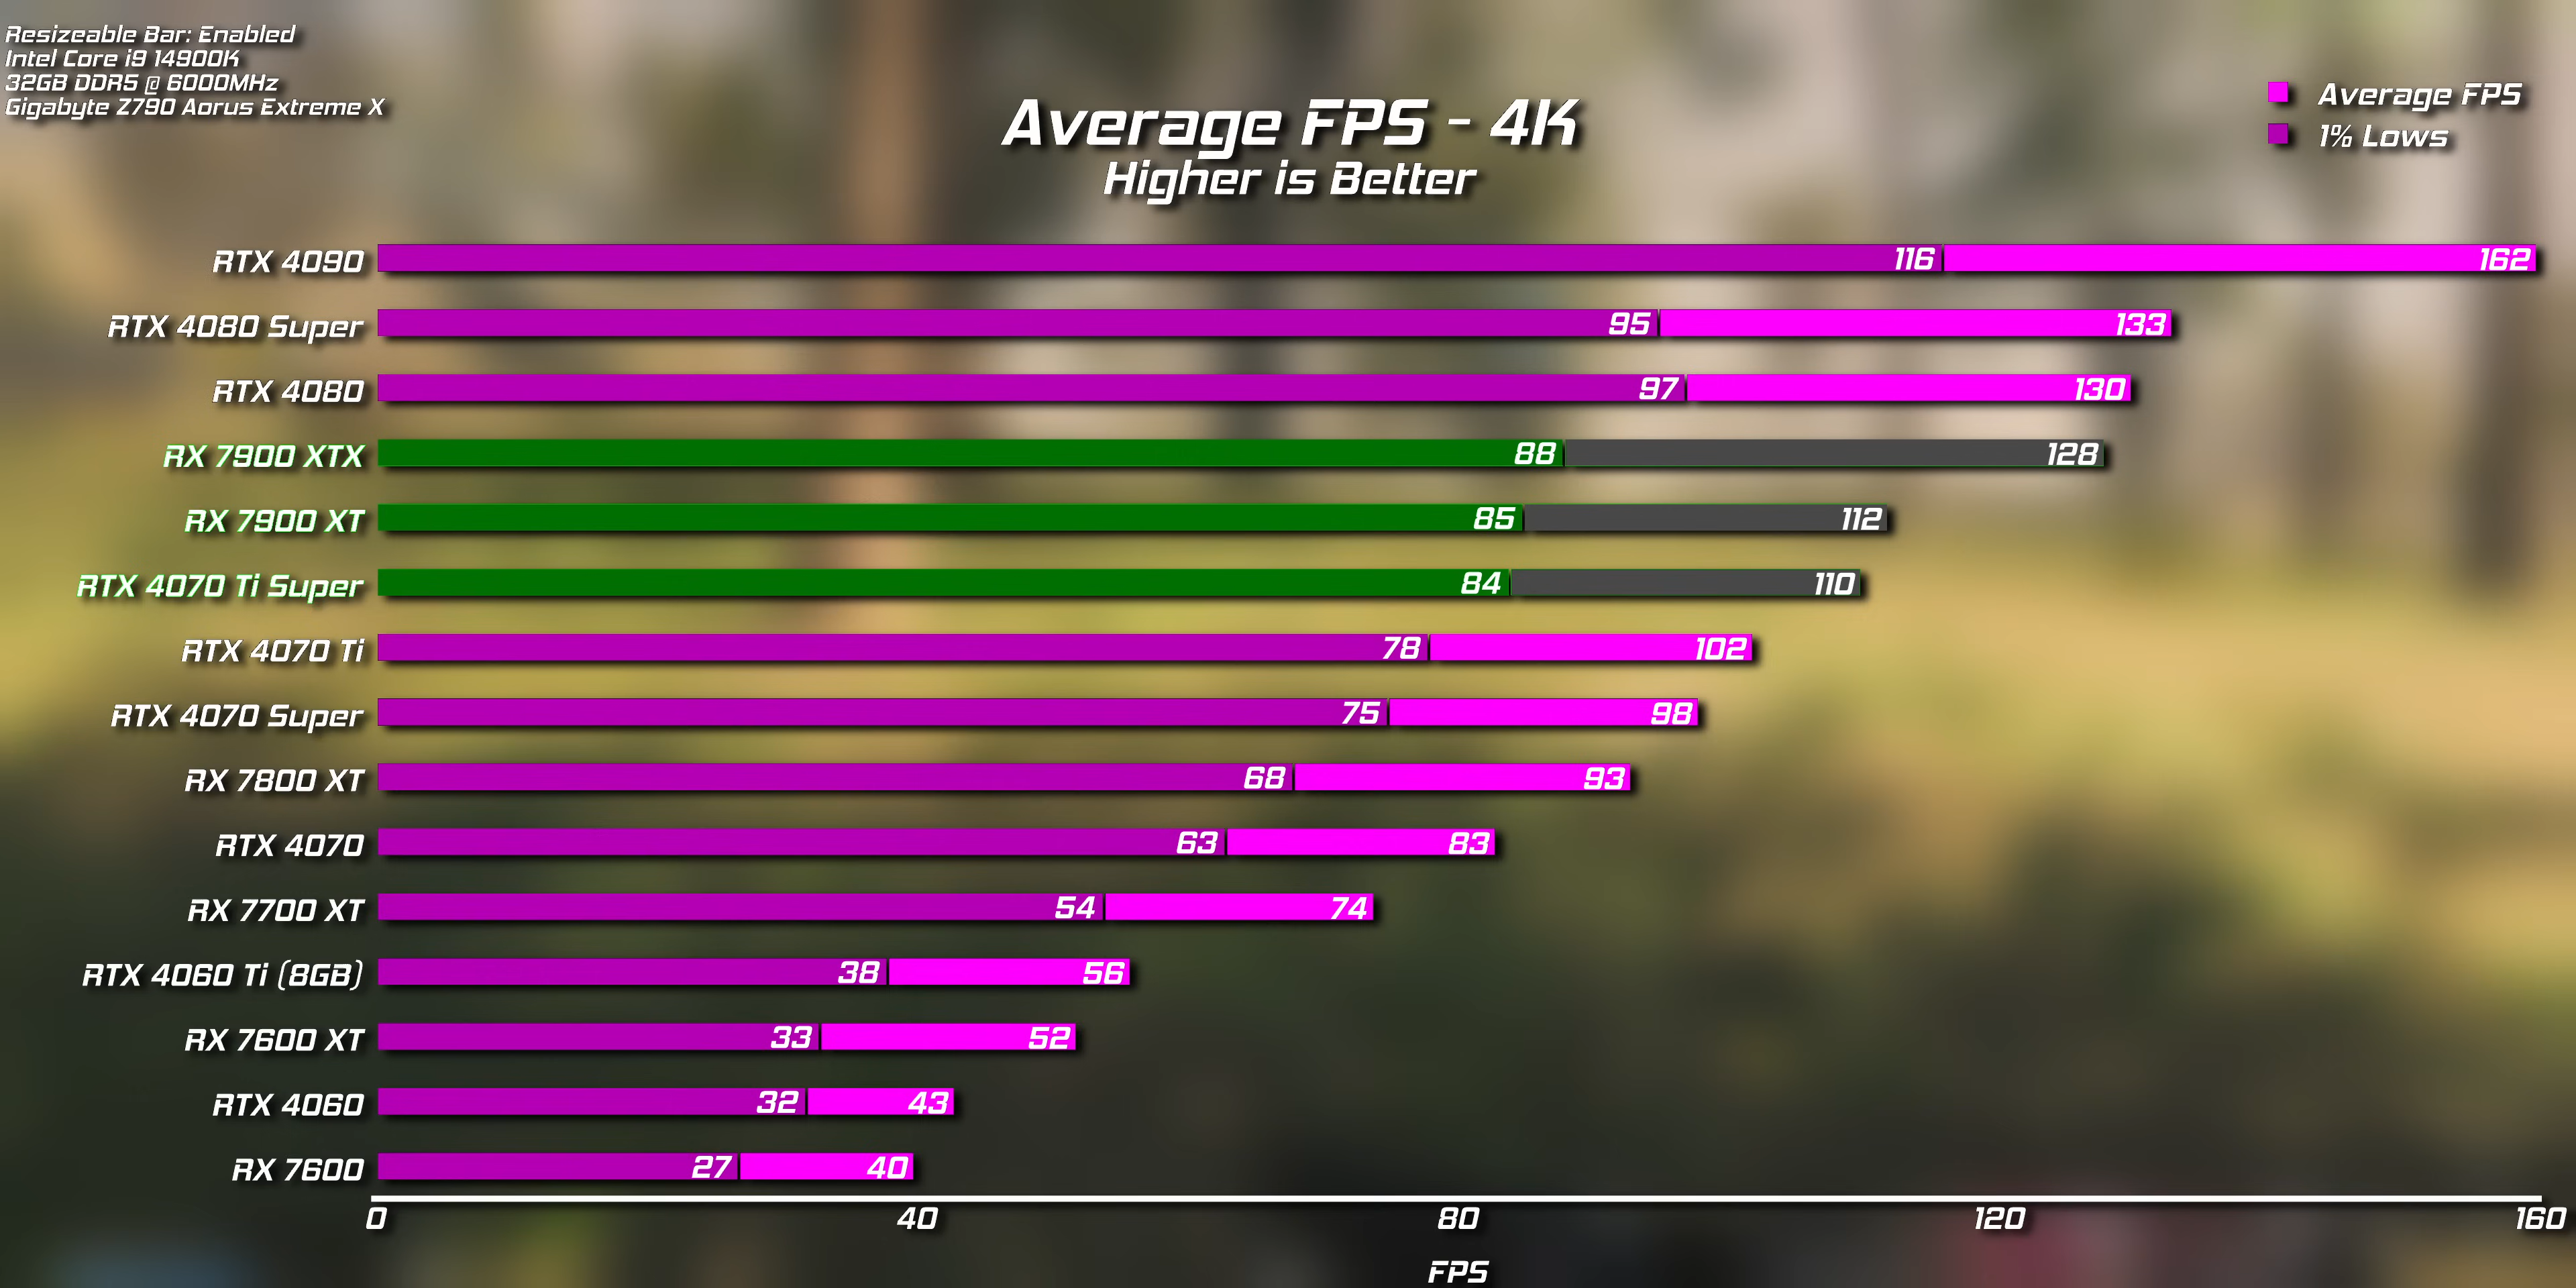 Resizeable Bar: Enabled
Intel Core i9 14900K
32GB DDR5 @ 6000MHz
Gigabyte Z790 Aorus Extreme X
Average FPS - 4K
Higher is Better
Average FPS
1% Lows
RTX 4090 116 162
RTX 4080 Super 95 133
RTX 4080 97 130
RX 7900 XTX 88 128
RX 7900 XT 85 112
RTX 4070 Ti Super 84 110
RTX 4070 Ti 78 102
RTX 4070 Super 75 98
RX 7800 XT 68 93
RTX 4070 63 83
RX 7700 XT 54 74
RTX 4060 Ti (8GB) 38 56
RX 7600 XT 33 52
RTX 4060 32 43
RX 7600 27 40
0 40 80 120 160
FPS